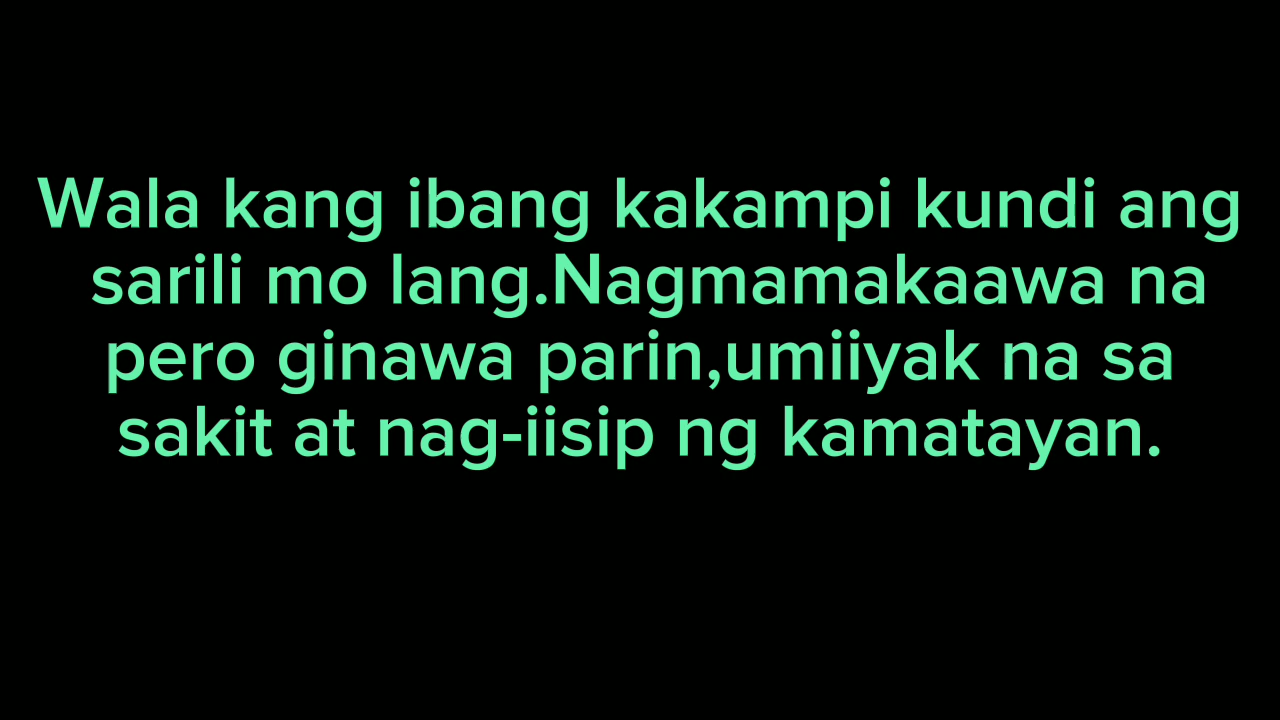 Wala kang ibang kakampi kundi ang
sarili mo lang.Nagmamakaawa na
pero ginawa parin,umiiyak na sa
sakit at nag-iisip ng kamatayan.